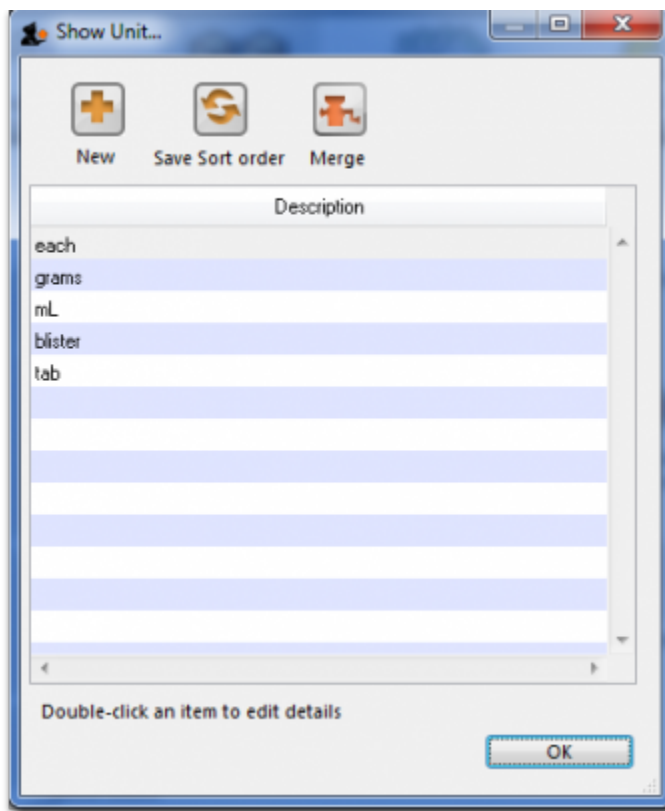 Show Unit...
New Save Sort order Merge
Description
each
grams
mL
blister
tab
Double-click an item to edit details
OK